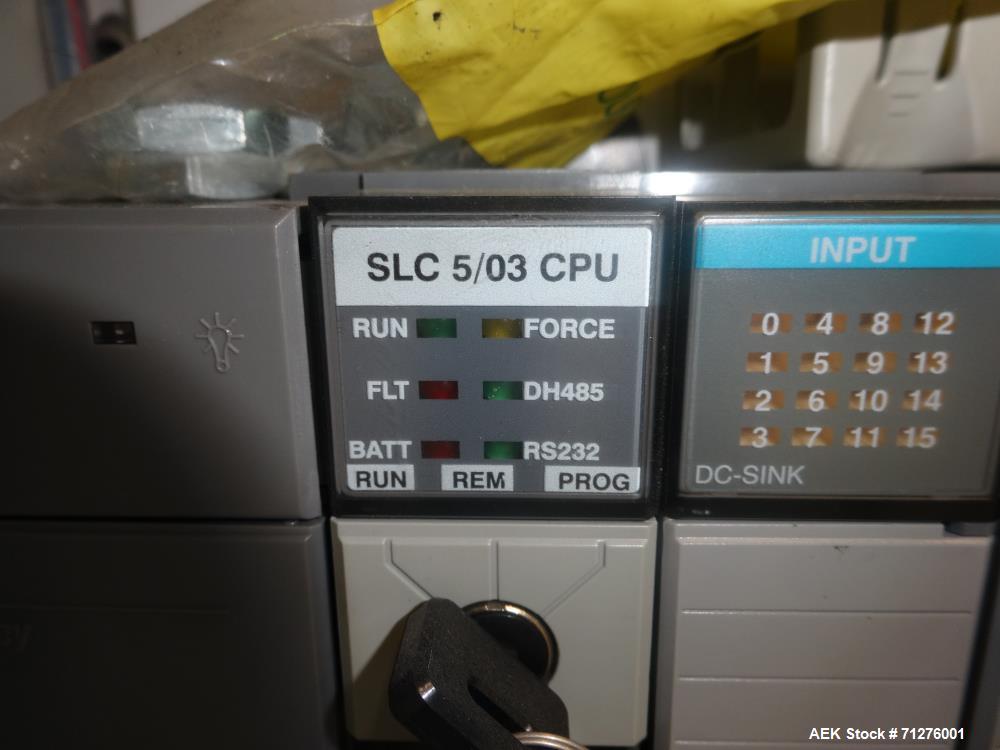 SLC 5/03 CPU
RUN FORCE
FLT DH485
BATT RS232
RUN REM PROG
INPUT
0 4 8 12
1 5 9 13
2 6 10 14
3 7 11 15
DC-SINK
AEK Stock #71276001